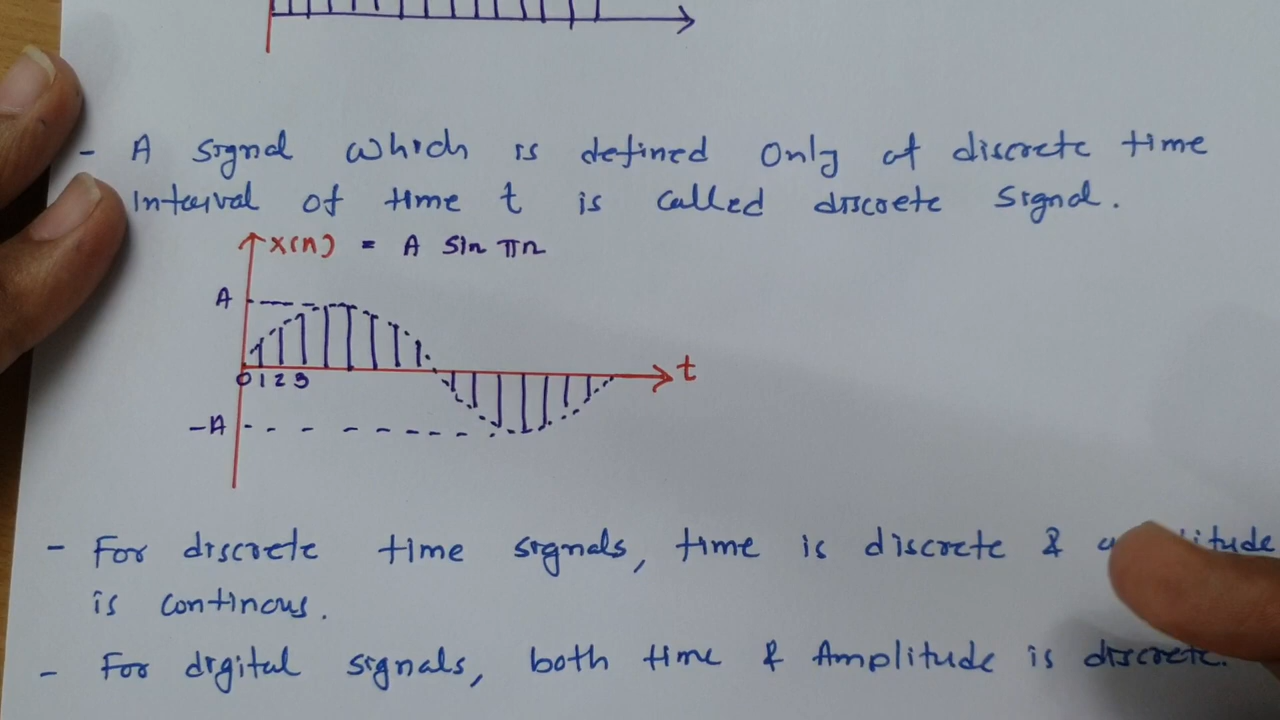 - A signal which is defined only at discrete time
interval of time t is called discrete signal.
x(n) = A sin πn
A
0 1 2 3
t
-A
- For discrete time signals, time is discrete &
is continous.
- For digital signals, both time & Amplitude is discrete.